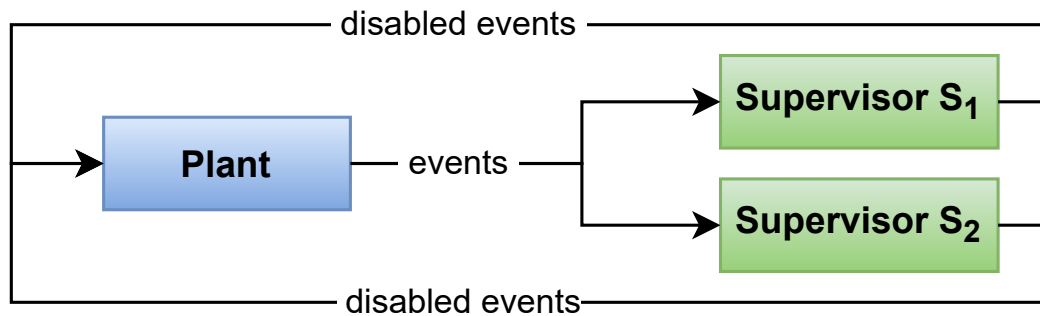 disabled events
Supervisor S1
Plant
events
Supervisor S2
disabled events